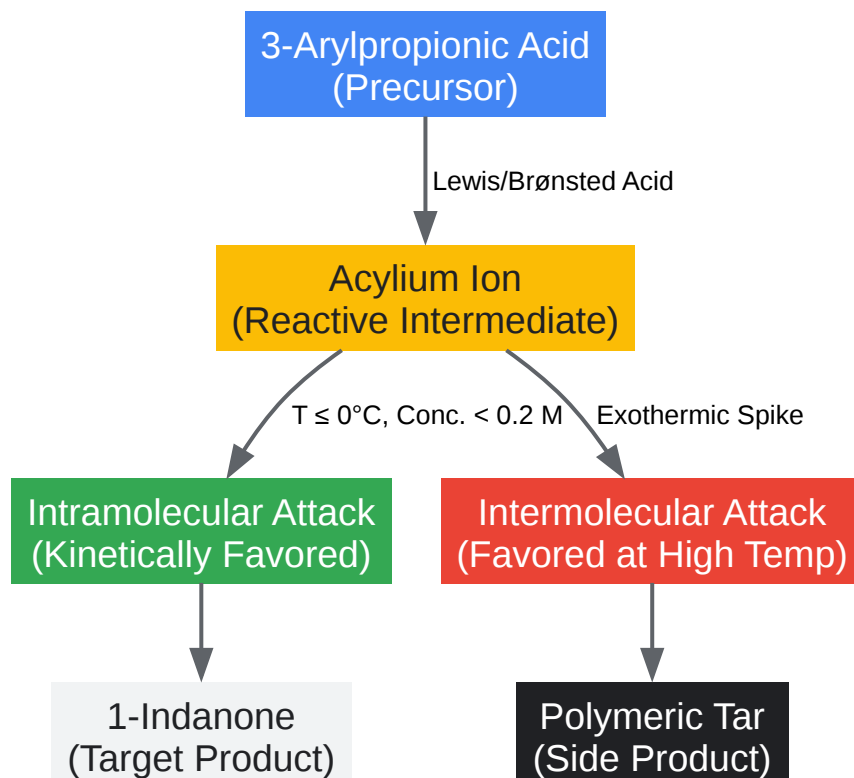 3-Arylpropionic Acid
(Precursor)
Lewis/Brønsted Acid
Acylium Ion
(Reactive Intermediate)
T ≤ 0°C, Conc. < 0.2 M
Exothermic Spike
Intramolecular Attack
(Kinetically Favored)
Intermolecular Attack
(Favored at High Temp)
1-Indanone
(Target Product)
Polymeric Tar
(Side Product)